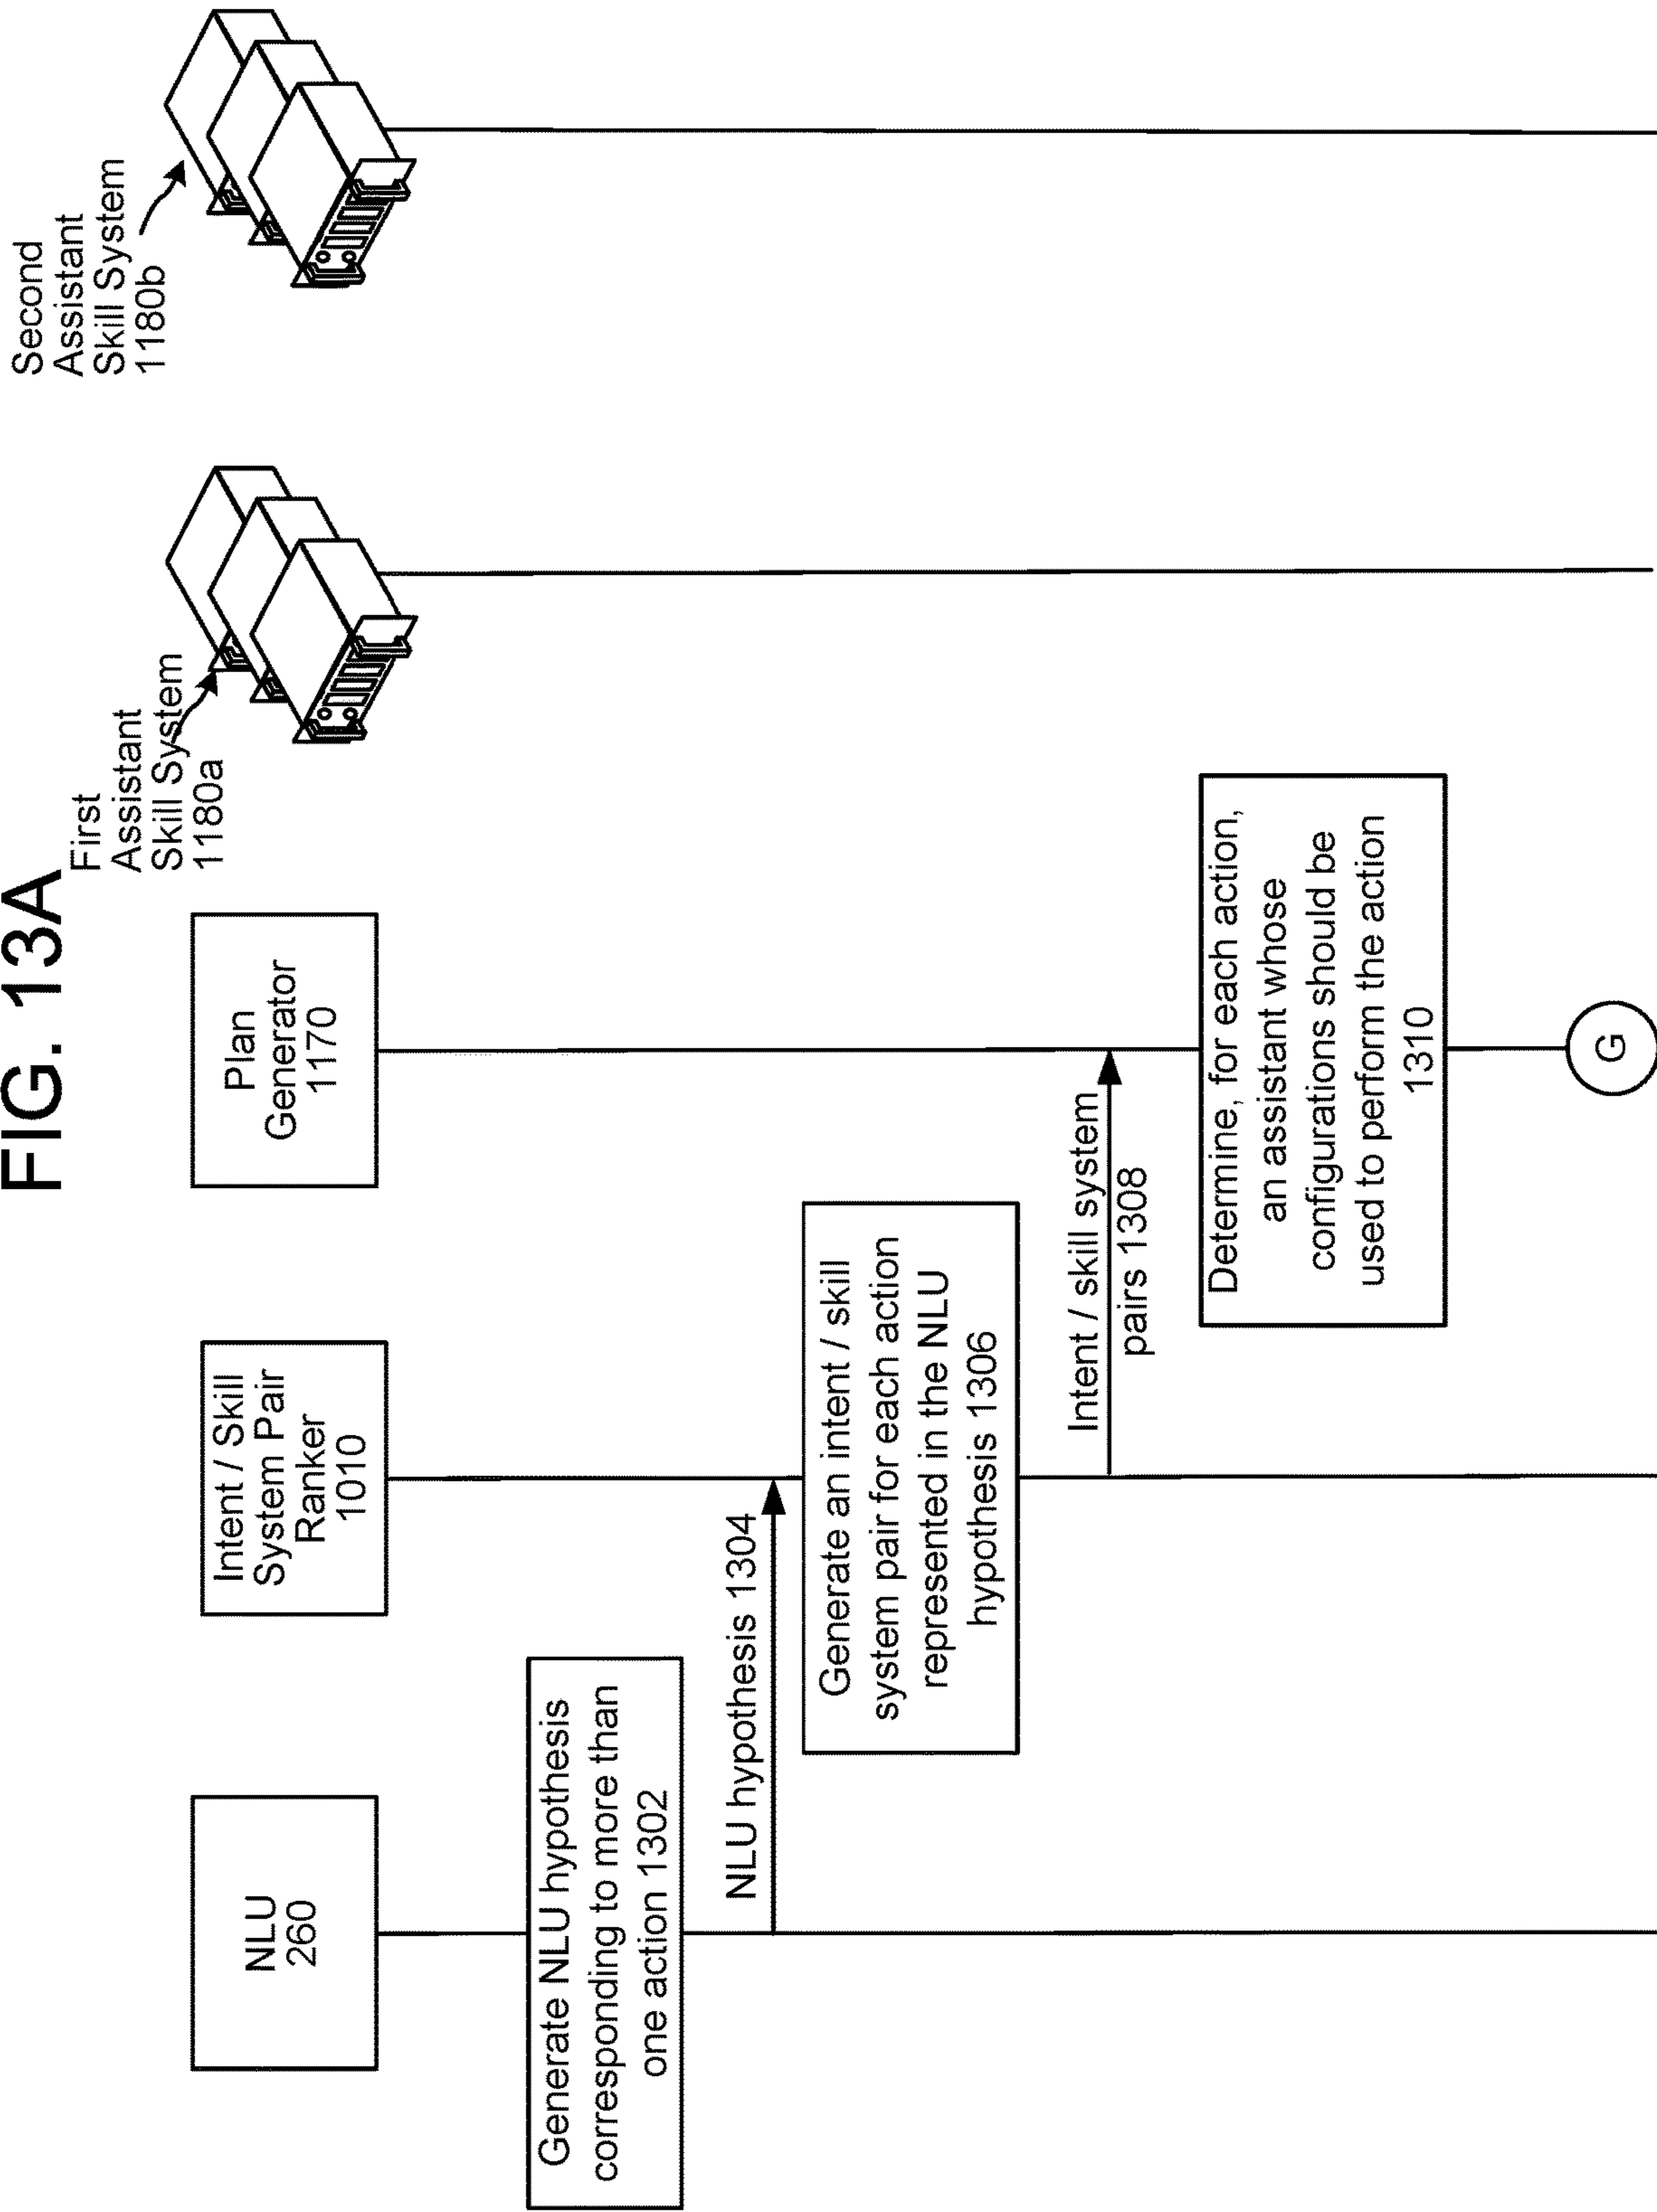 FIG. 13A
NLU
260
Intent / Skill
System Pair
Ranker
1010
Plan
Generator
1170
First
Assistant
Skill System
1180a
Second
Assistant
Skill System
1180b
Generate NLU hypothesis
corresponding to more than
one action 1302
NLU hypothesis 1304
Generate an intent / skill
system pair for each action
represented in the NLU
hypothesis 1306
Intent / skill system
pairs 1308
Determine, for each action,
an assistant whose
configurations should be
used to perform the action
1310
G